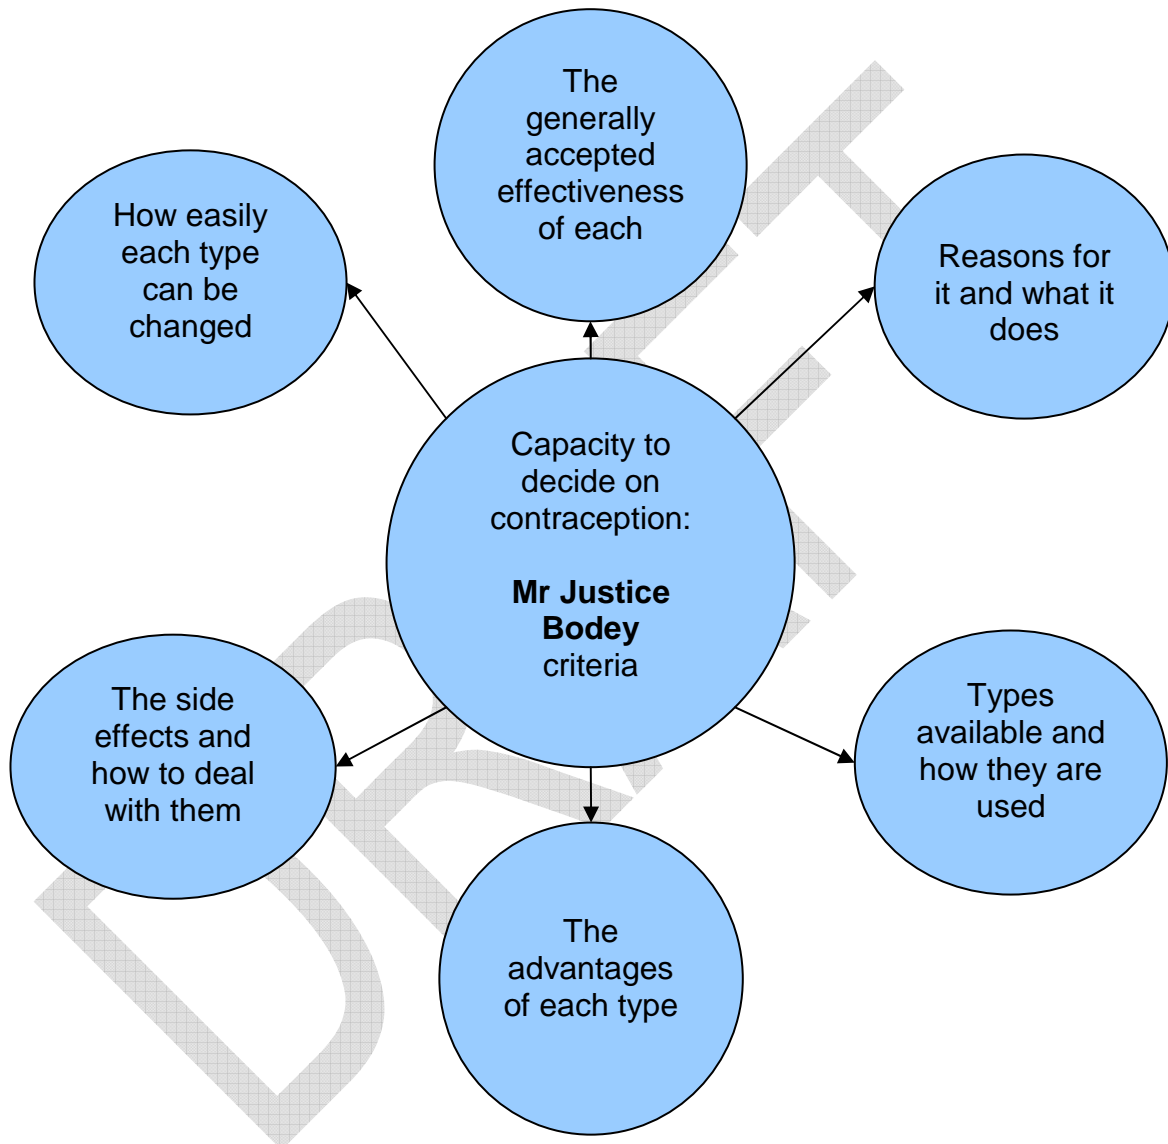 The
generally
accepted
effectiveness
of each
How easily
each type
can be
changed
Reasons for
it and what it
does
Capacity to
decide on
contraception:
Mr Justice
Bodey
criteria
The side
effects and
how to deal
with them
Types
available and
how they are
used
The
advantages
of each type
DRAFT